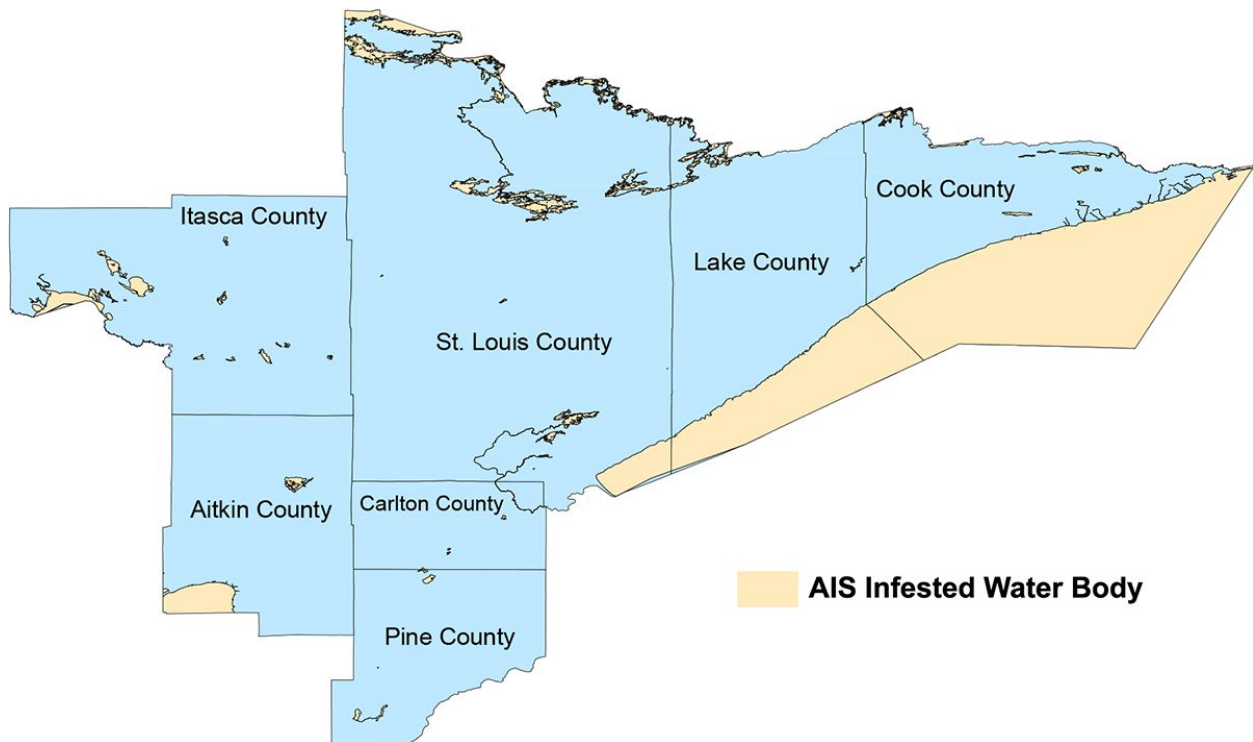 Itasca County
Cook County
Lake County
St. Louis County
Aitkin County
Carlton County
AIS Infested Water Body
Pine County